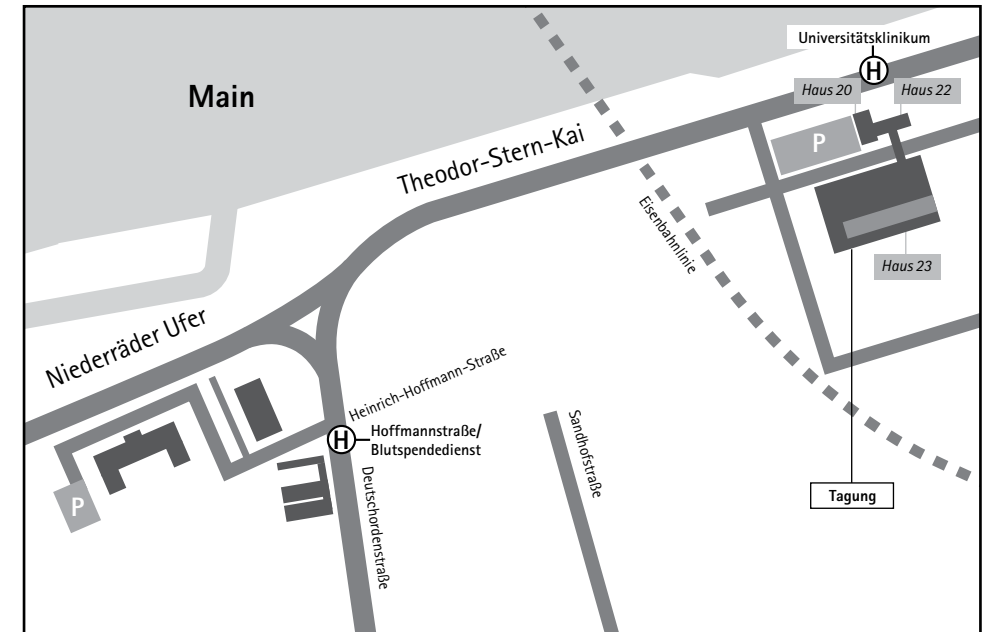 Universitätsklinikum
H
Main
Haus 20
Haus 22
P
Theodor-Stern-Kai
Eisenbahnlinie
Haus 23
Niederräder Ufer
Heinrich-Hoffmann-Straße
H
Hoffmannstraße/
Blutspendedienst
Sandhofstraße
Deutschordenstraße
P
Tagung